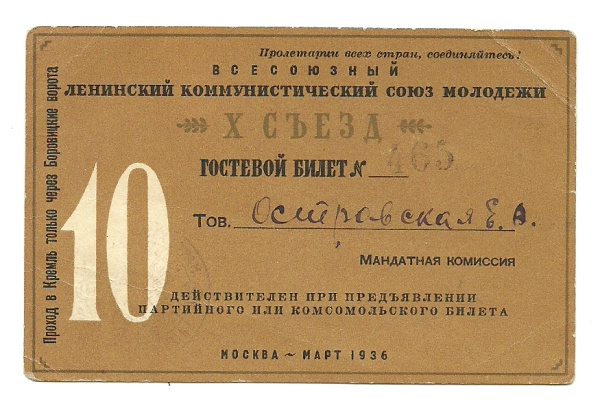 Пролетарии всех стран, соединяйтесь!
ВСЕСОЮЗНЫЙ
ЛЕНИНСКИЙ КОММУНИСТИЧЕСКИЙ СОЮЗ МОЛОДЕЖИ
X СЪЕЗД
ГОСТЕВОЙ БИЛЕТ № 465
10
Тов. Островская Е. А.
МАНДАТНАЯ КОМИССИЯ
ДЕЙСТВИТЕЛЕН ПРИ ПРЕДЪЯВЛЕНИИ
ПАРТИЙНОГО ИЛИ КОМСОМОЛЬСКОГО БИЛЕТА
МОСКВА ~ МАРТ 1936
Проход в Кремль только через Боровицкие ворота